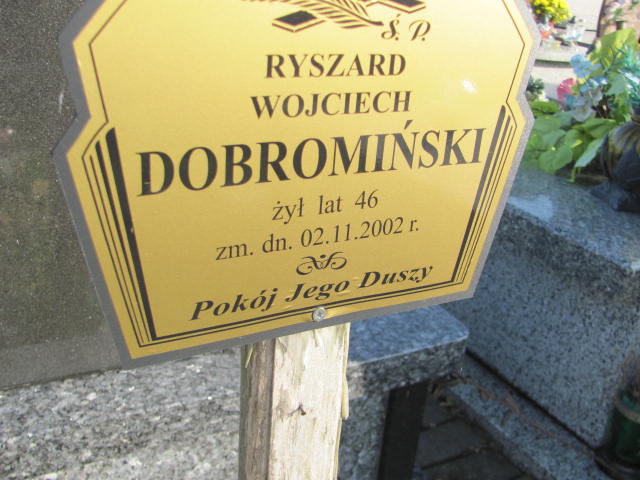 Ś. P.
RYSZARD
WOJCIECH
DOBROMIŃSKI
żył lat 46
zm. dn. 02.11.2002 r.
Pokój Jego Duszy